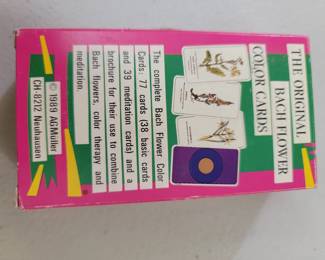 THE ORIGINAL
BACH FLOWER
COLOR CARDS
The complete Bach Flower Color
Cards: 77 cards (38 basic cards
and 39 meditation cards) and a
brochure for their use to combine
Bach flowers, color therapy and
meditation.
© 1989 AGMüller
CH-8212 Neuhausen